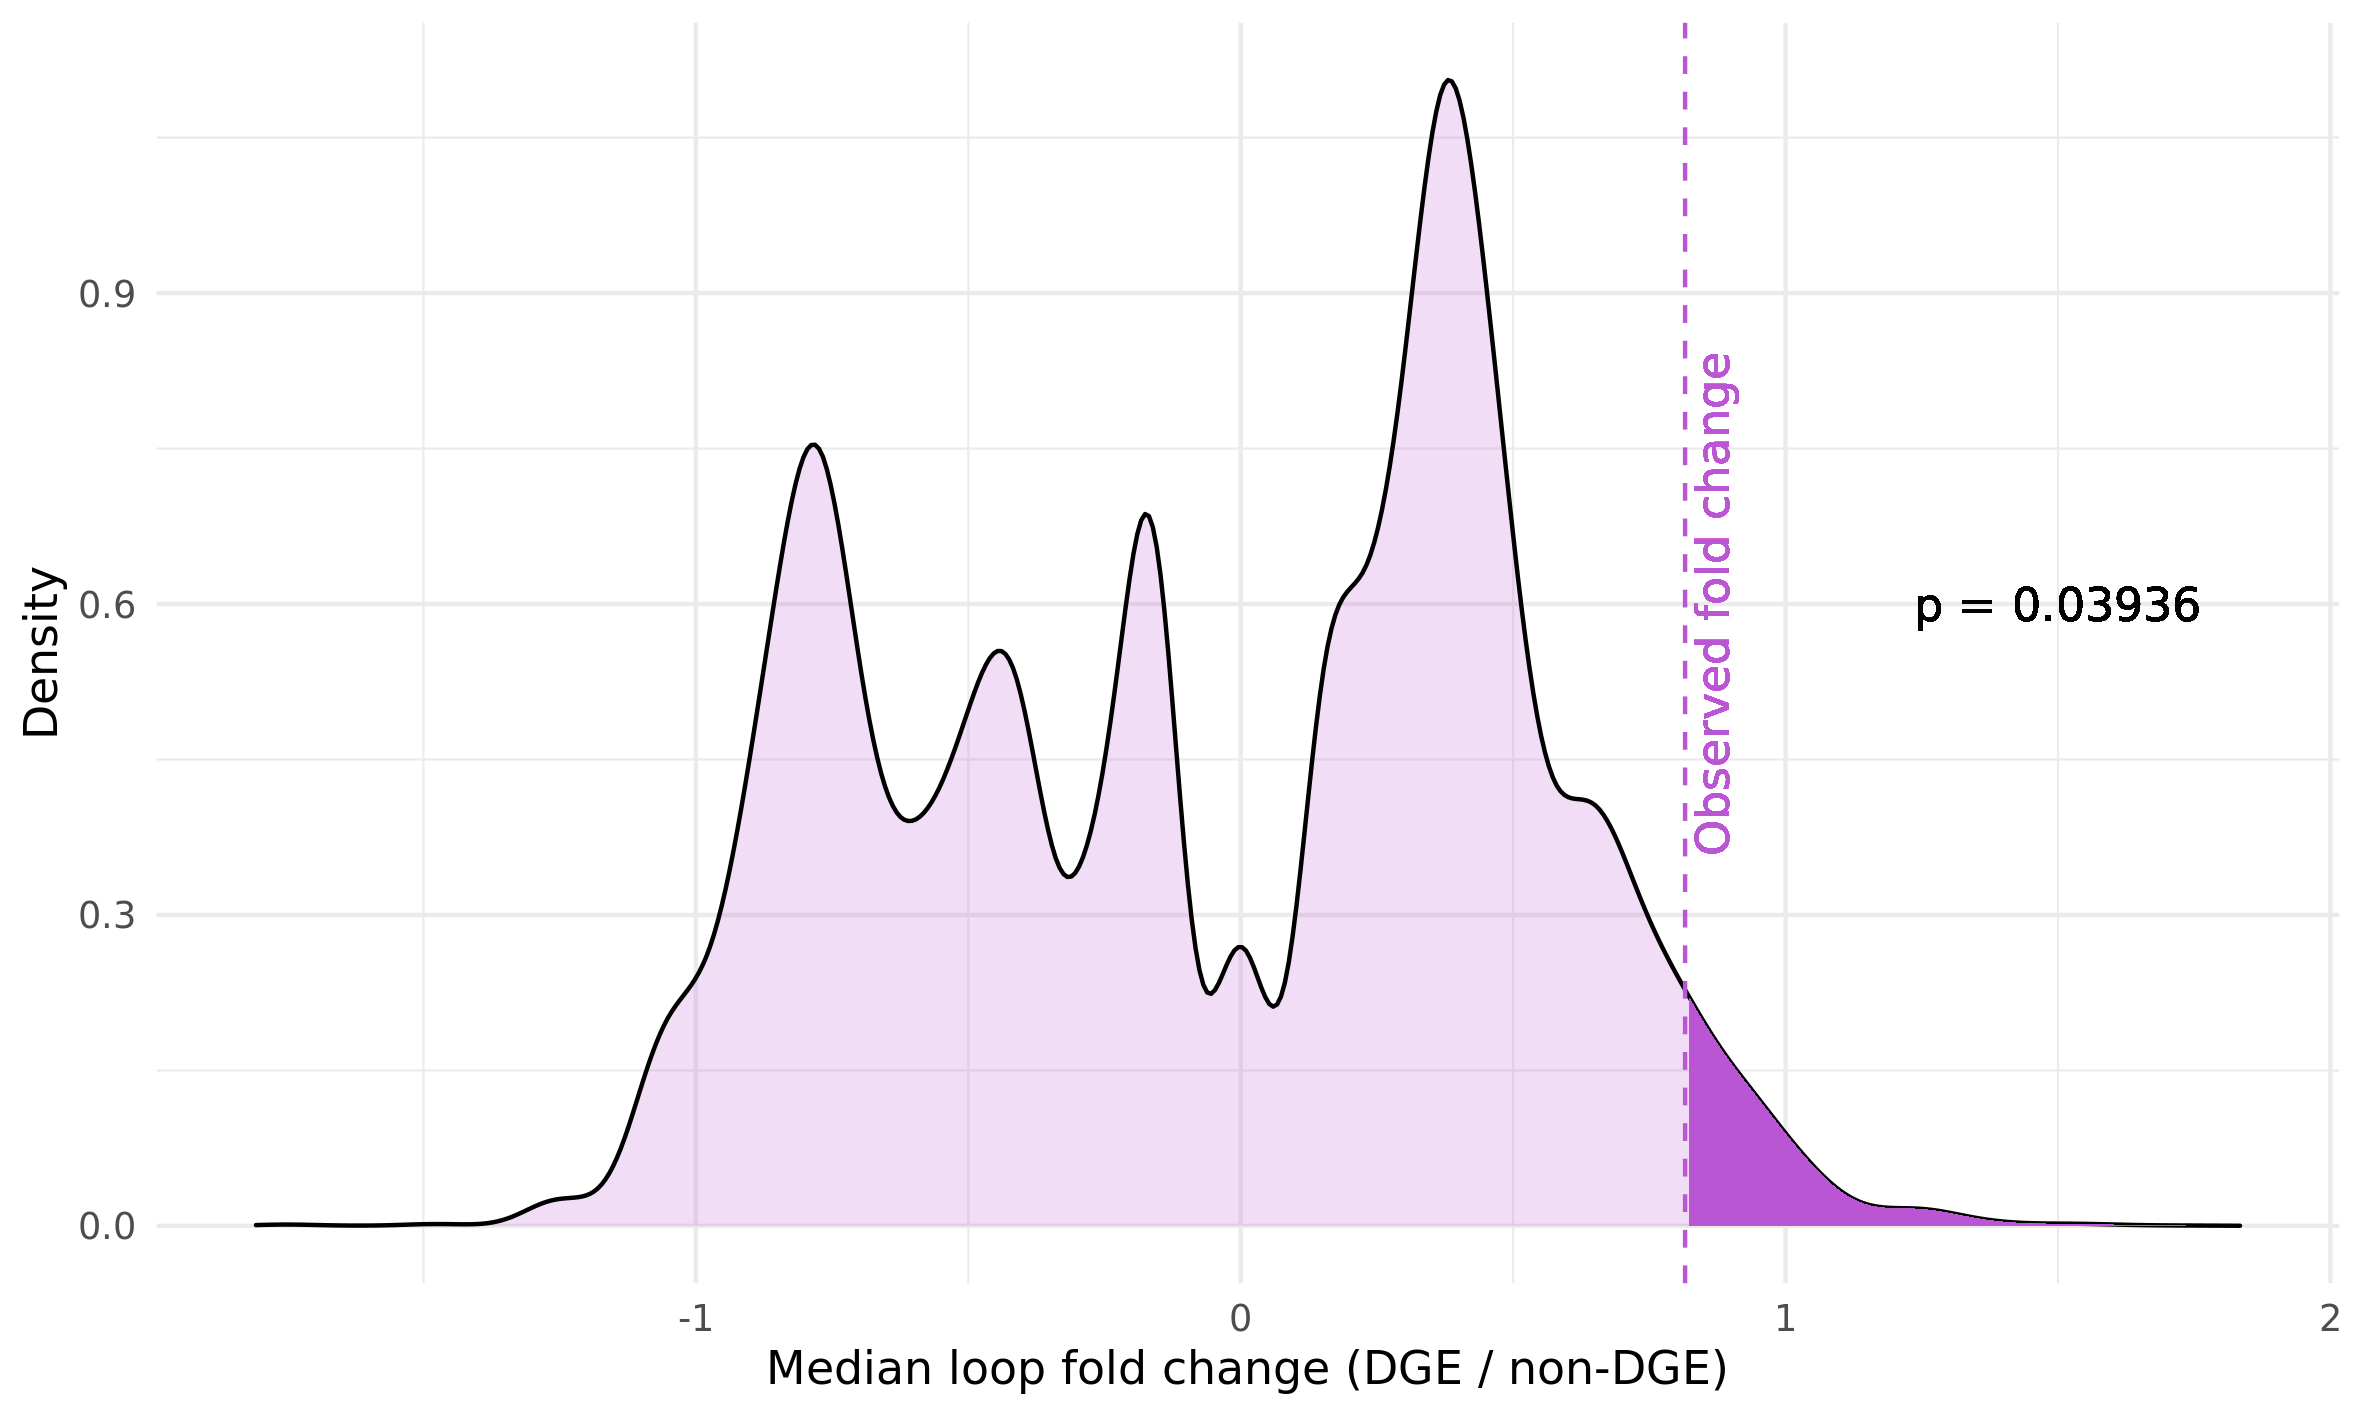 Density
0.9
0.6
0.3
0.0
Observed fold change
p = 0.03936
-1 0 1 2
Median loop fold change (DGE / non-DGE)